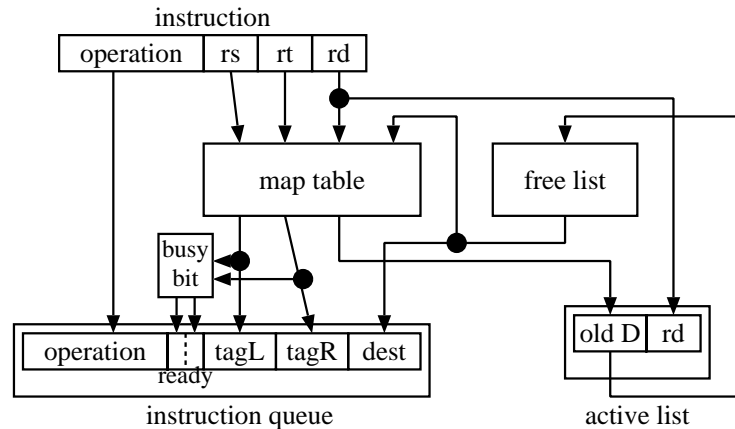 instruction
operation rs rt rd
map table
free list
busy
bit
operation tagL tagR dest
ready
old D rd
instruction queue
active list